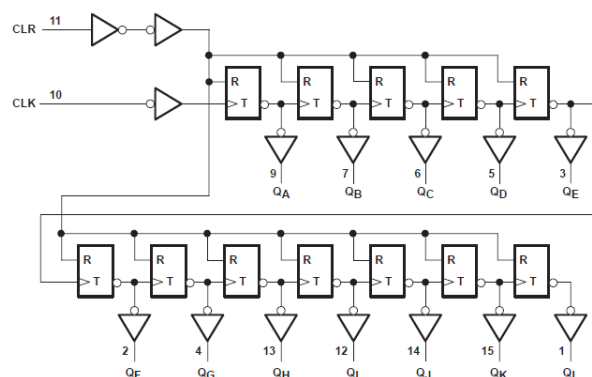 CLR 11
R R R R R
CLK 10
T T T T T
9 7 6 5 3
QA QB QC QD QE
R R R R R R R
T T T T T T T
2 4 13 12 14 15 1
QF QG QH QI QJ QK QL